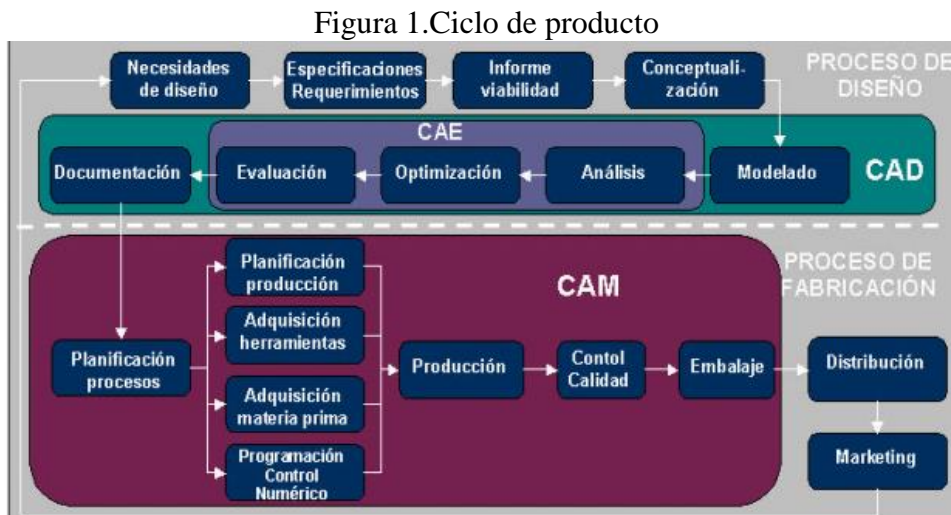 Figura 1.Ciclo de producto
Necesidades
de diseño
Especificaciones
Requerimientos
Informe
viabilidad
Conceptuali-
zación
PROCESO DE
DISEÑO
CAE
Documentación
Evaluación
Optimización
Análisis
Modelado
CAD
Planificación
producción
CAM
PROCESO DE
FABRICACIÓN
Adquisición
herramientas
Planificación
procesos
Producción
Contol
Calidad
Embalaje
Distribución
Adquisición
materia prima
Programación
Control
Numérico
Marketing